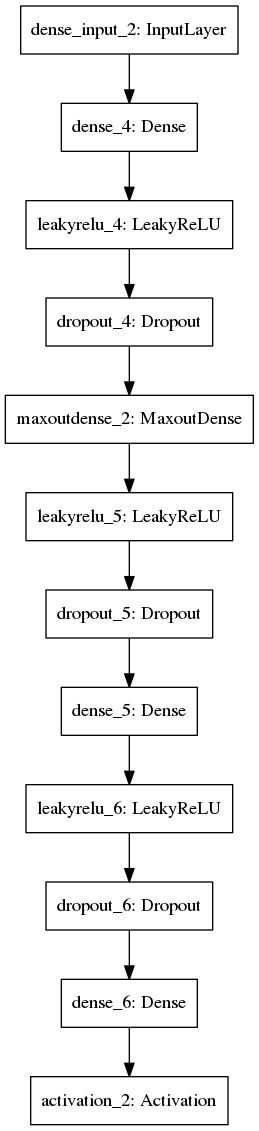 dense_input_2: InputLayer
dense_4: Dense
leakyrelu_4: LeakyReLU
dropout_4: Dropout
maxoutdense_2: MaxoutDense
leakyrelu_5: LeakyReLU
dropout_5: Dropout
dense_5: Dense
leakyrelu_6: LeakyReLU
dropout_6: Dropout
dense_6: Dense
activation_2: Activation